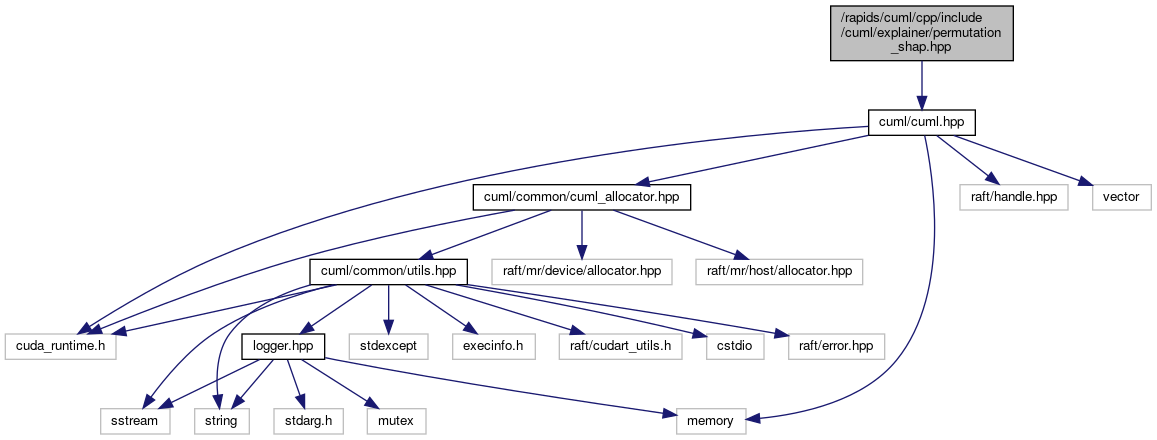 /rapids/cuml/cpp/include
/cuml/explainer/permutation
_shap.hpp
cuml/cuml.hpp
cuml/common/cuml_allocator.hpp
raft/handle.hpp
vector
cuml/common/utils.hpp
raft/mr/device/allocator.hpp
raft/mr/host/allocator.hpp
cuda_runtime.h
logger.hpp
stdexcept
execinfo.h
raft/cudart_utils.h
cstdio
raft/error.hpp
sstream
string
stdarg.h
mutex
memory